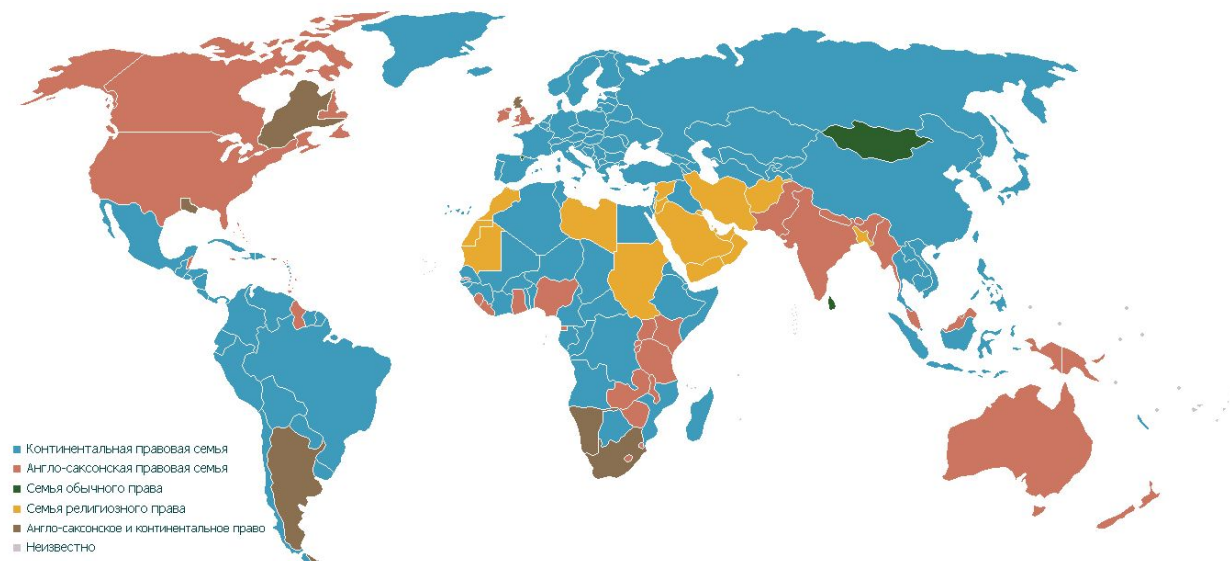 Континентальная правовая семья
Англо-саксонская правовая семья
Семья обычного права
Семья религиозного права
Англо-саксонское и континентальное право
Неизвестно